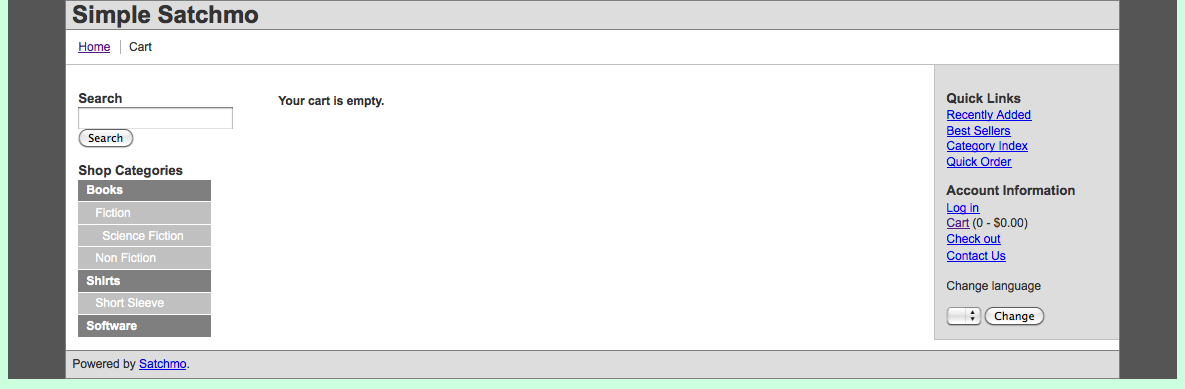 Simple Satchmo
Home Cart
Search
Search
Shop Categories
Books
Fiction
Science Fiction
Non Fiction
Shirts
Short Sleeve
Software
Your cart is empty.
Quick Links
Recently Added
Best Sellers
Category Index
Quick Order
Account Information
Log in
Cart (0 - $0.00)
Check out
Contact Us
Change language
Change
Powered by Satchmo.